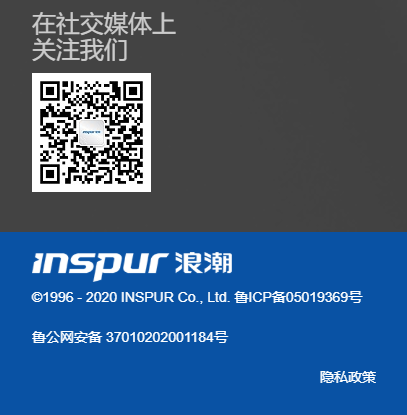 在社交媒体上
关注我们
inspur
inspur 浪潮
©1996 - 2020 INSPUR Co., Ltd. 鲁ICP备05019369号
鲁公网安备 37010202001184号
隐私政策